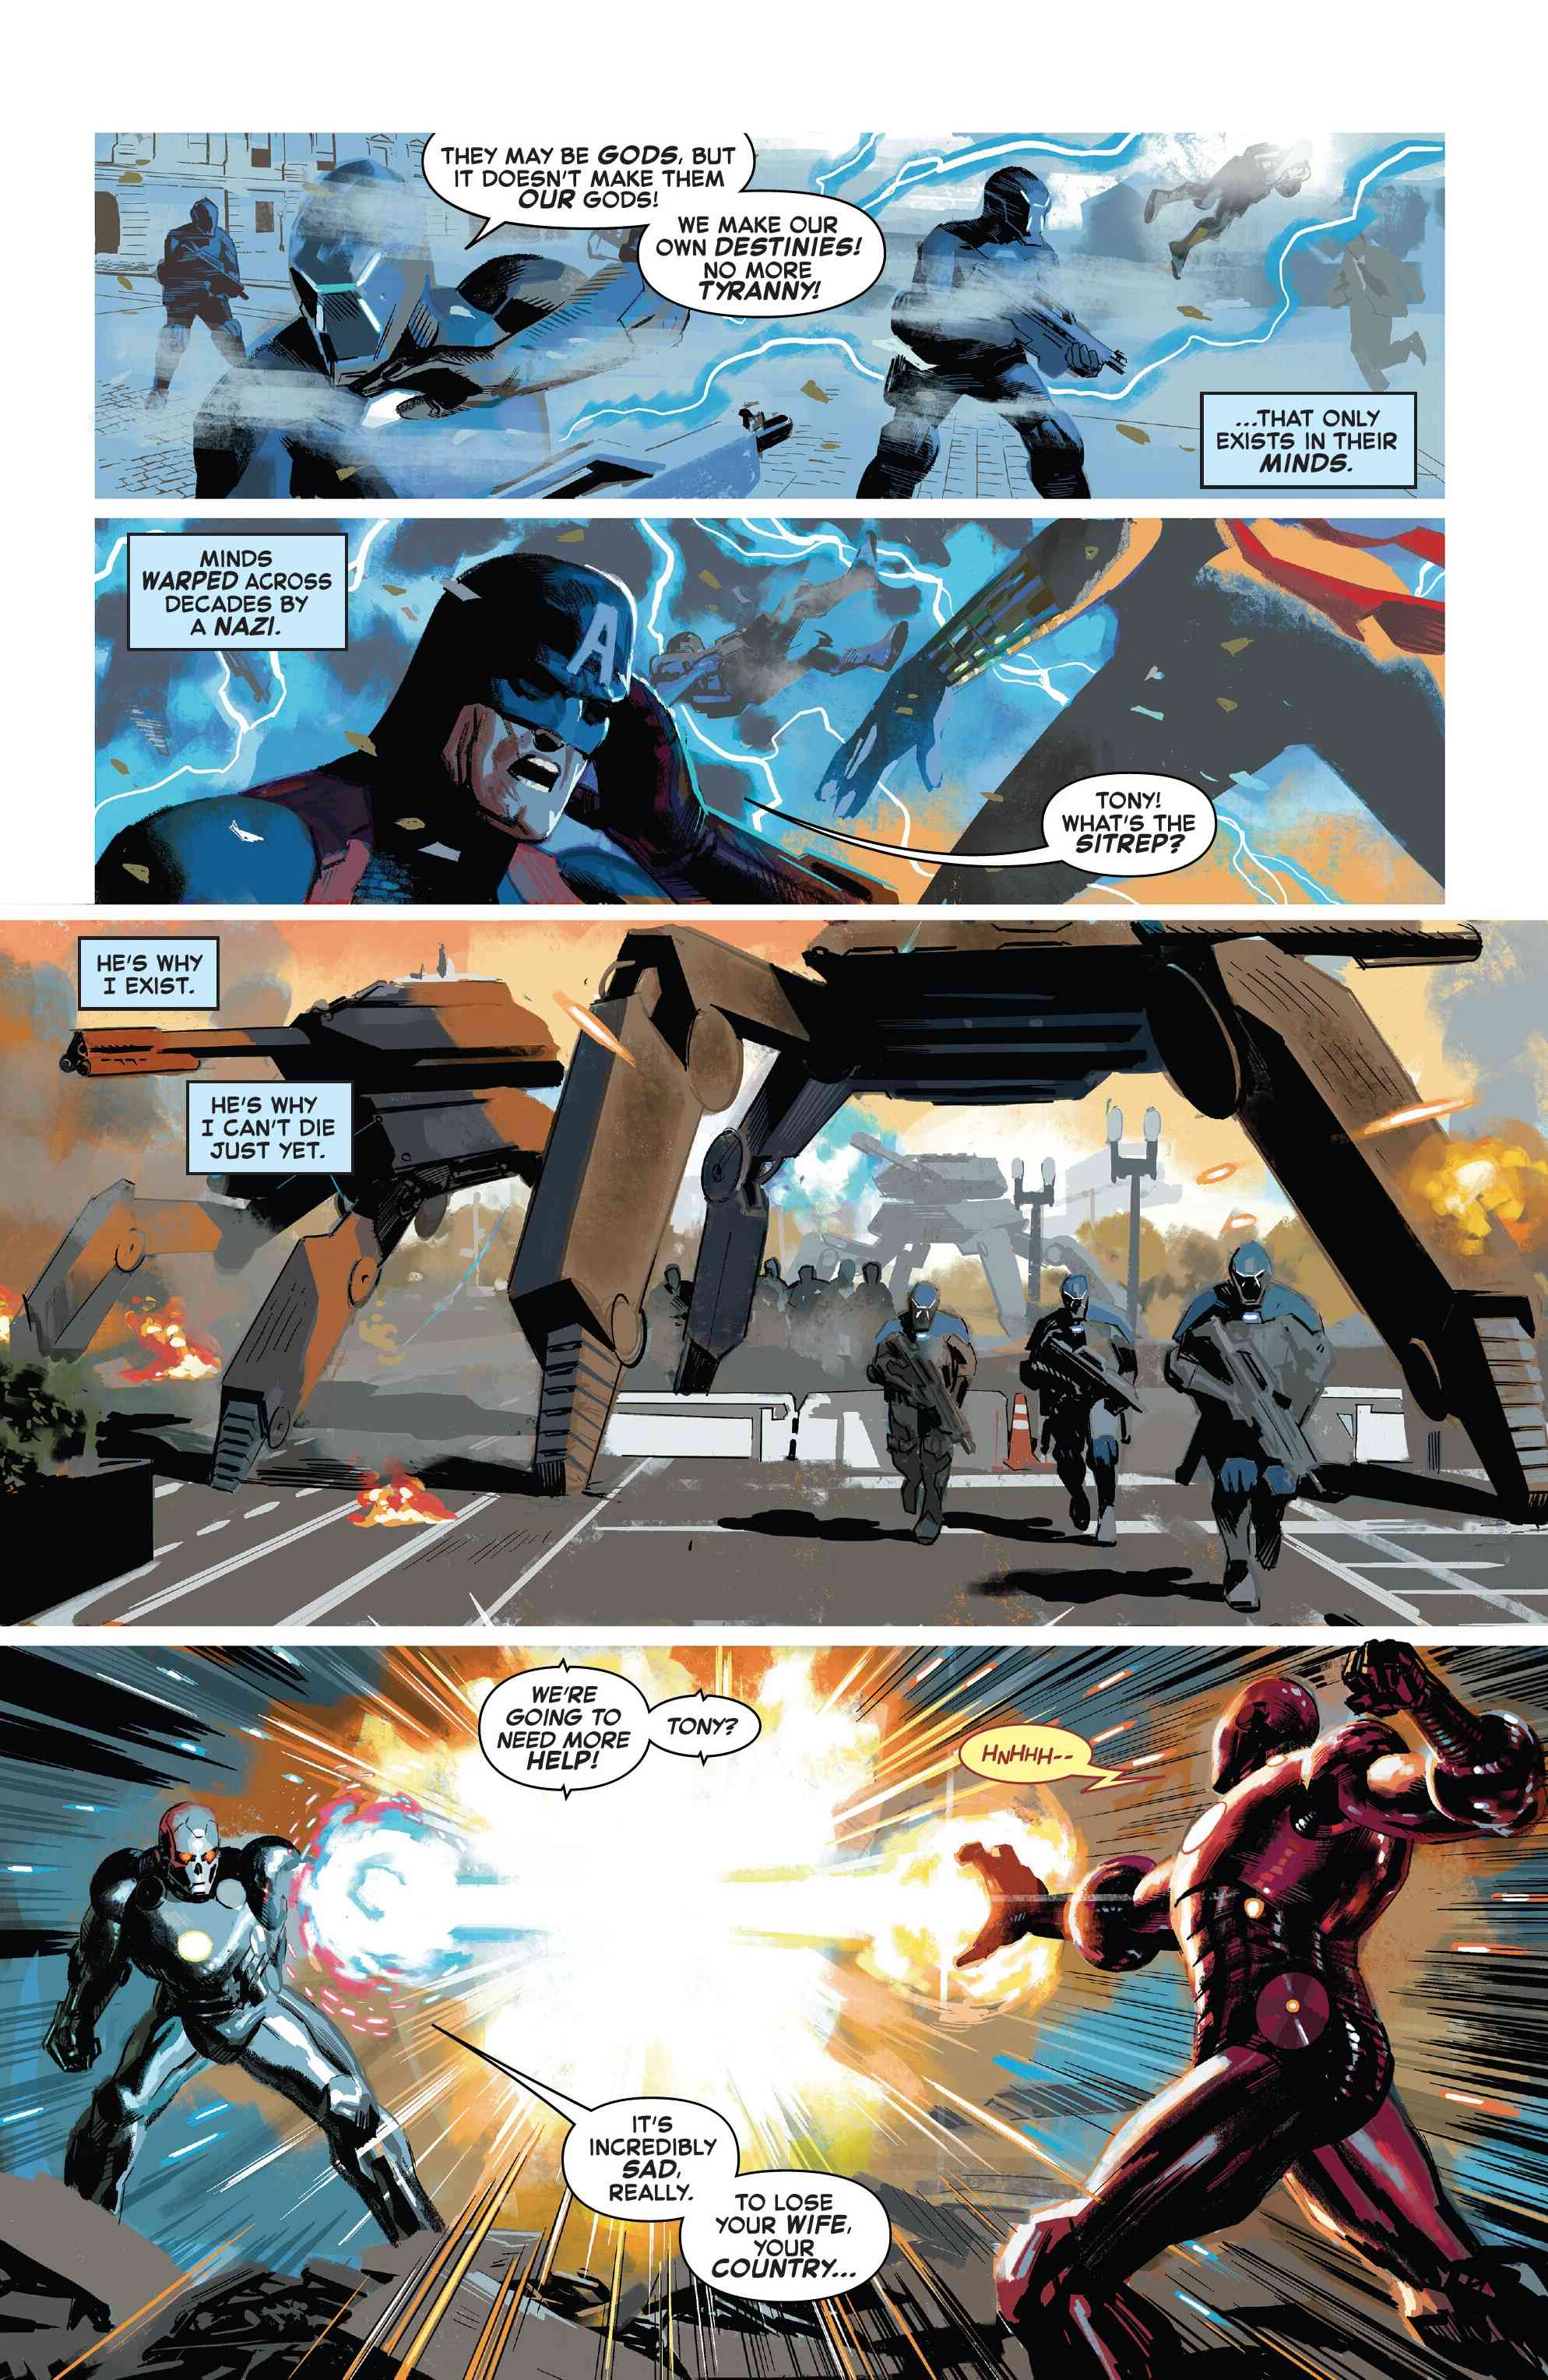 THEY MAY BE GODS, BUT
IT DOESN'T MAKE THEM
OUR GODS!
WE MAKE OUR
OWN DESTINIES!
NO MORE
TYRANNY!
...THAT ONLY
EXISTS IN THEIR
MINDS.
MINDS
WARPED ACROSS
DECADES BY
A NAZI.
A
TONY!
WHAT'S THE
SITREP?
HE'S WHY
I EXIST.
HE'S WHY
I CAN'T DIE
JUST YET.
WE'RE
GOING TO
NEED MORE
HELP!
TONY?
HNHHH--
IT'S
INCREDIBLY
SAD,
REALLY.
TO LOSE
YOUR WIFE,
YOUR
COUNTRY...